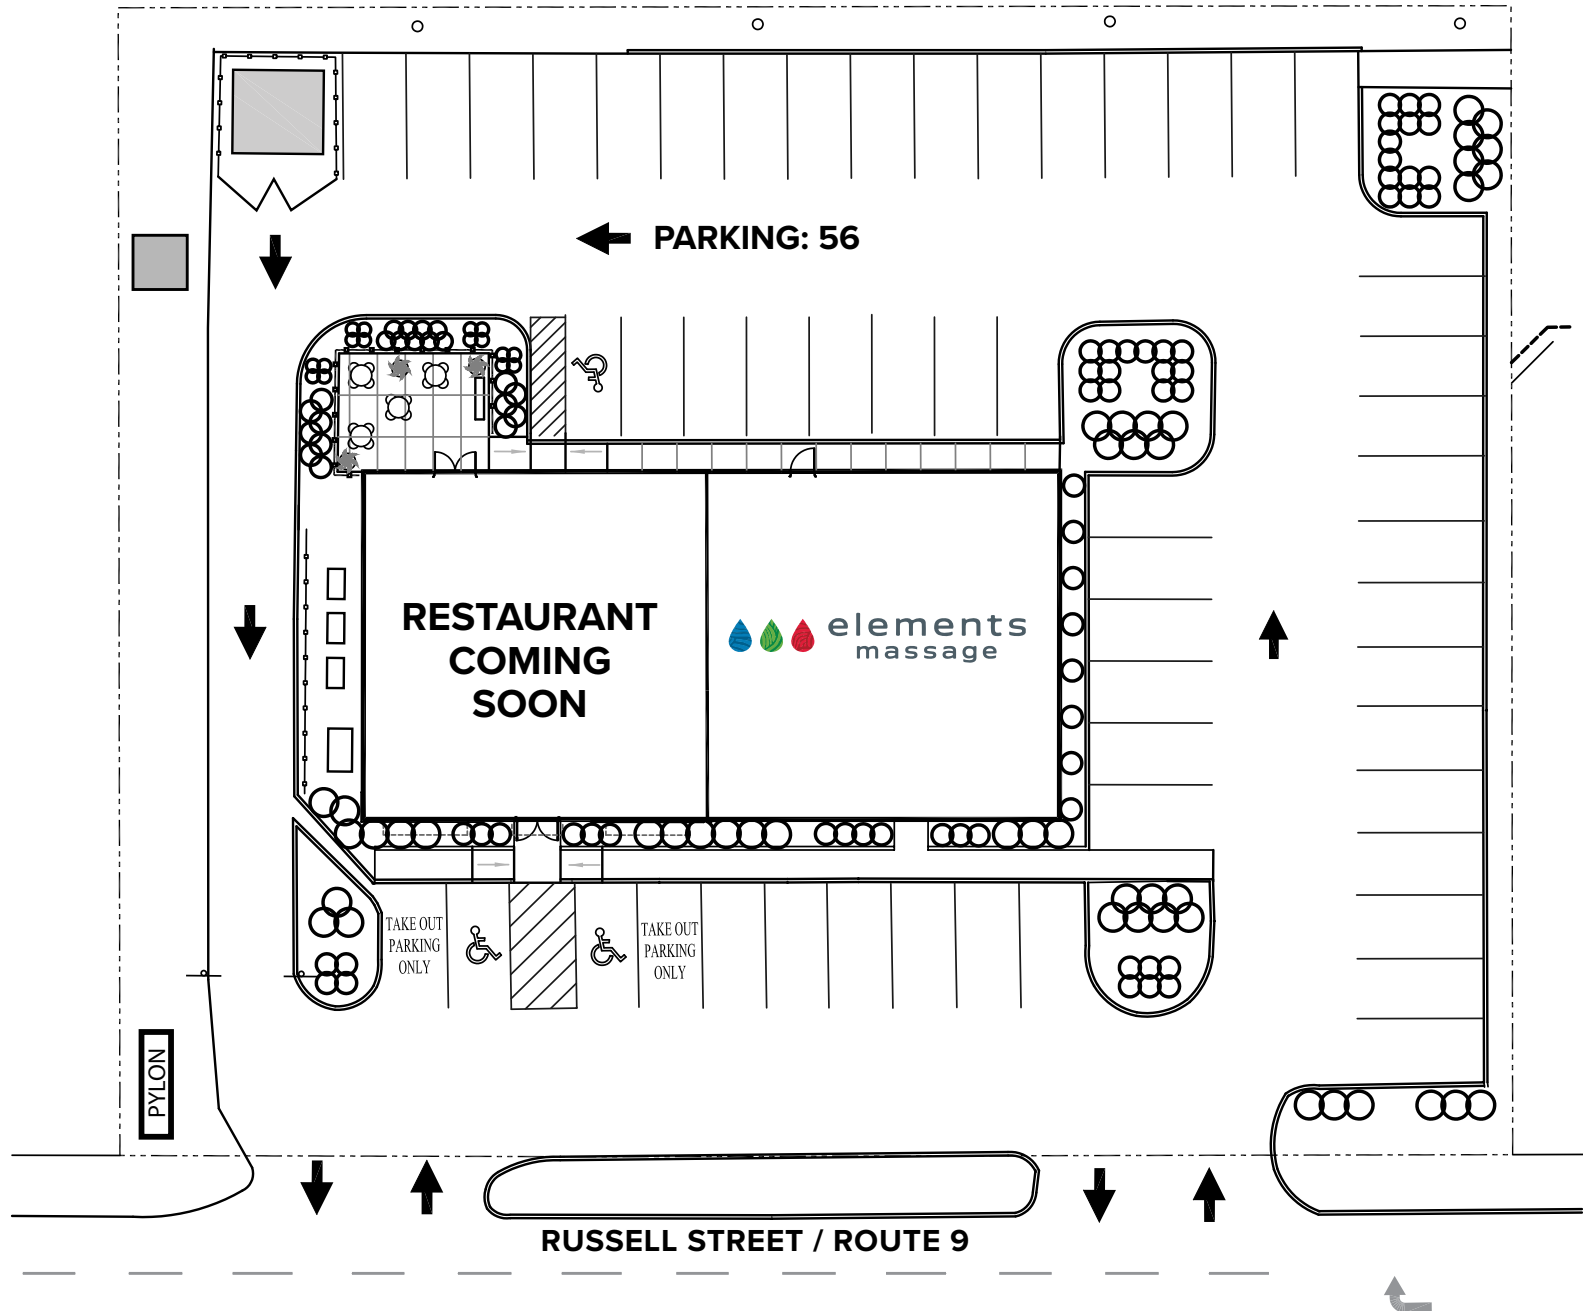 PARKING: 56
RESTAURANT
COMING
SOON
elements
massage
TAKE OUT
PARKING
ONLY
TAKE OUT
PARKING
ONLY
PYLON
RUSSELL STREET / ROUTE 9